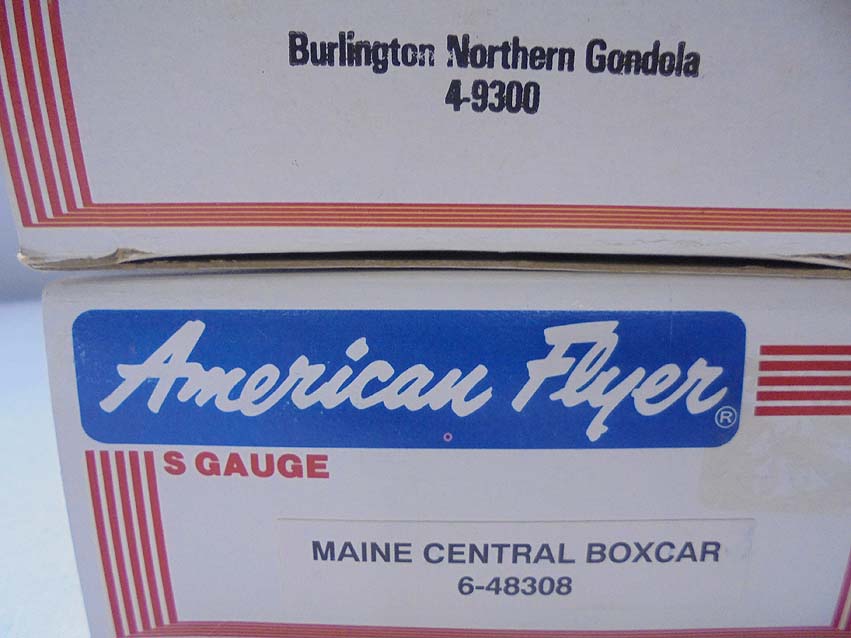 Burlington Northern Gondola
4-9300
American Flyer®
S GAUGE
MAINE CENTRAL BOXCAR
6-48308